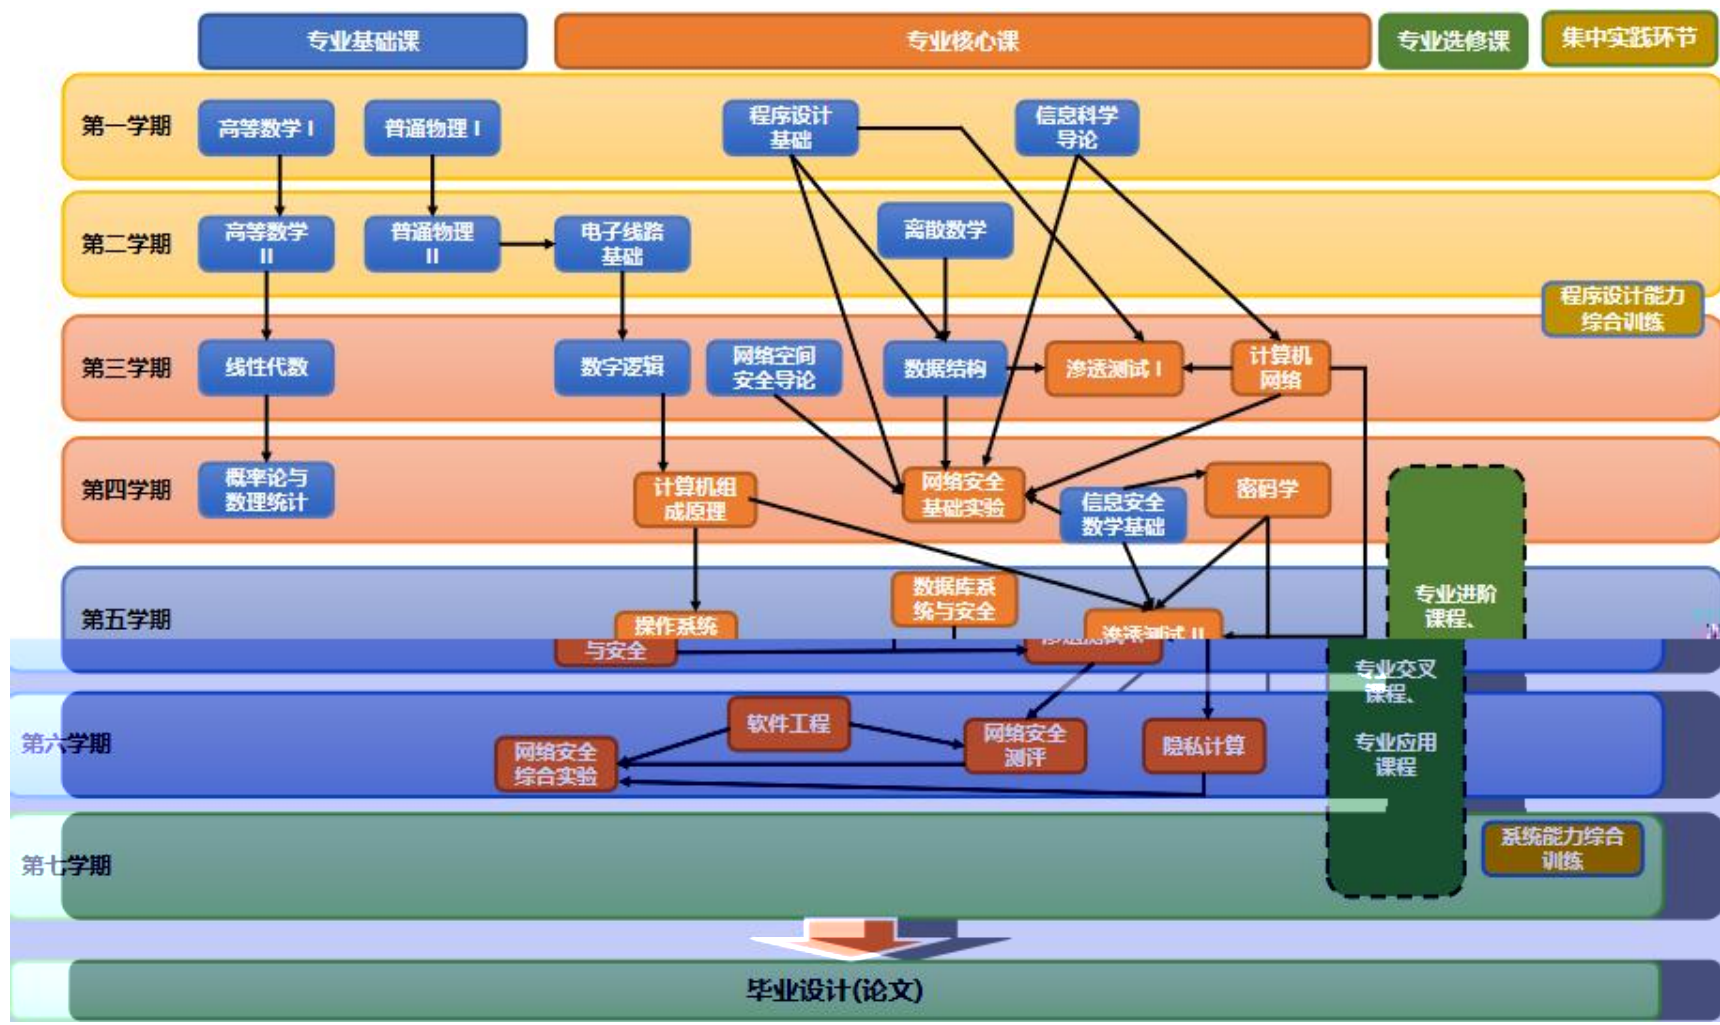 专业基础课
专业核心课
专业选修课
集中实践环节
第一学期
高等数学 I
普通物理 I
程序设计
基础
信息科学
导论
第二学期
高等数学
II
普通物理
II
电子线路
基础
离散数学
程序设计能力
综合训练
第三学期
线性代数
数字逻辑
网络空间
安全导论
数据结构
渗透测试 I
计算机
网络
第四学期
概率论与
数理统计
计算机组
成原理
网络安全
基础实验
信息安全
数学基础
密码学
第五学期
操作系统
与安全
数据库系
统与安全
渗透测试 II
专业进阶
课程、
专业交叉
课程、
专业应用
课程
第六学期
网络安全
综合实验
软件工程
网络安全
测评
隐私计算
第七学期
系统能力综合
训练
毕业设计(论文)